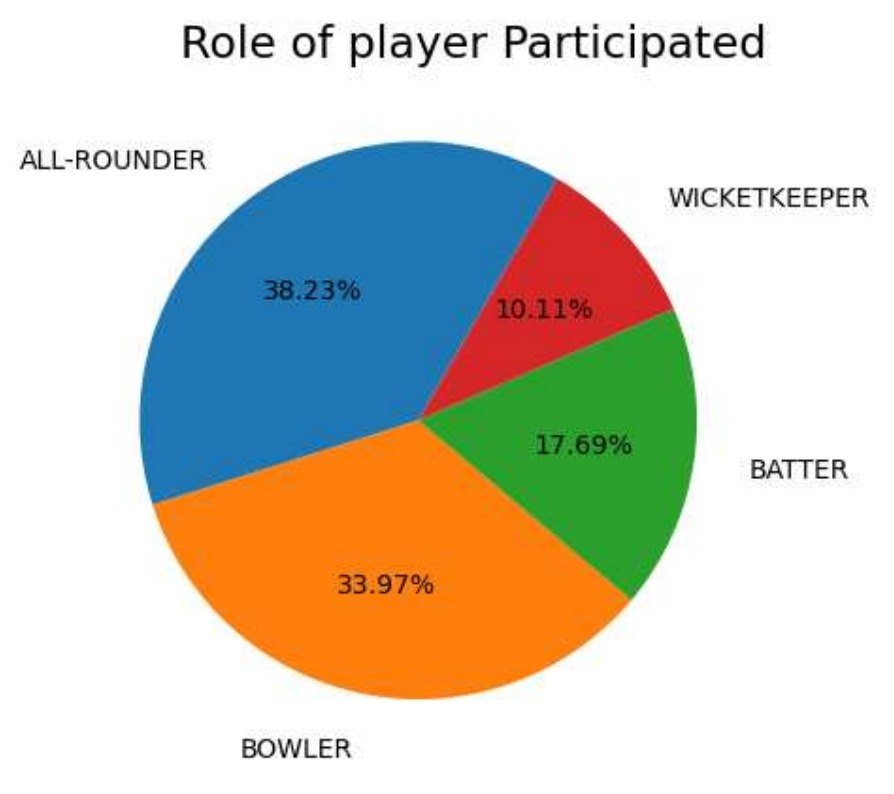 Role of player Participated
ALL-ROUNDER
WICKETKEEPER
38.23%
10.11%
17.69%
BATTER
33.97%
BOWLER